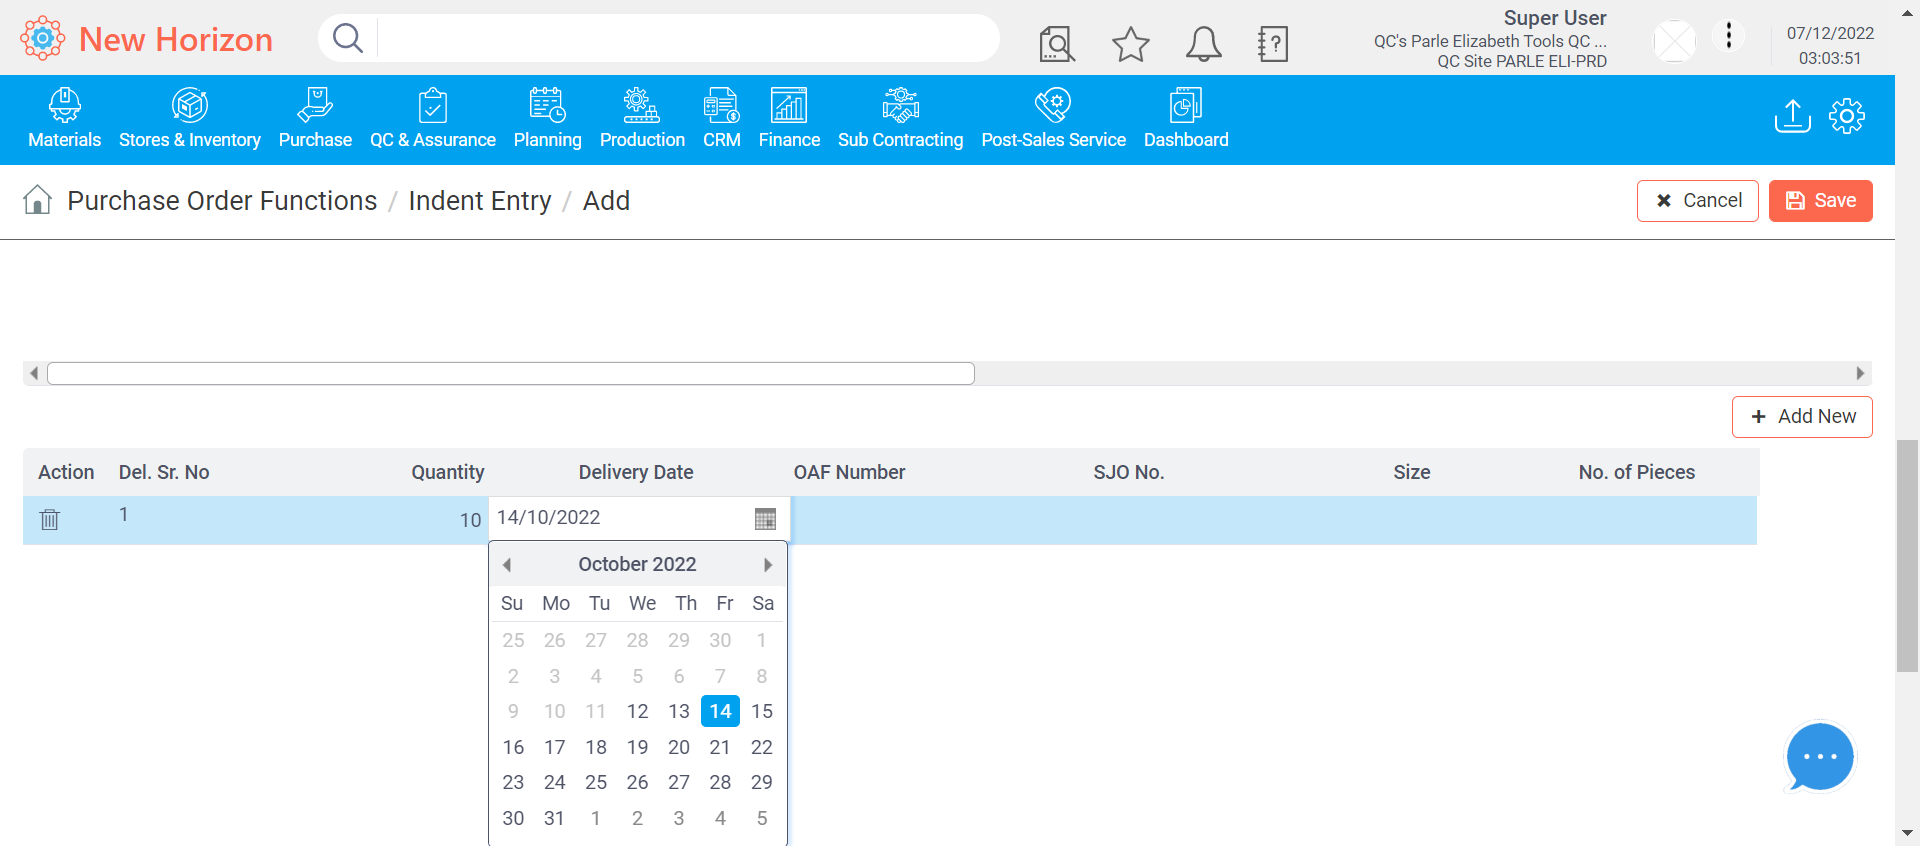 New Horizon
Super User
QC's Parle Elizabeth Tools QC ...
QC Site PARLE ELI-PRD
07/12/2022
03:03:51
Materials Stores & Inventory Purchase QC & Assurance Planning Production CRM Finance Sub Contracting Post-Sales Service Dashboard
Purchase Order Functions / Indent Entry / Add
Cancel Save
+ Add New
Action Del. Sr. No Quantity Delivery Date OAF Number SJO No. Size No. of Pieces
1 10 14/10/2022
October 2022
Su Mo Tu We Th Fr Sa
25 26 27 28 29 30 1
2 3 4 5 6 7 8
9 10 11 12 13 14 15
16 17 18 19 20 21 22
23 24 25 26 27 28 29
30 31 1 2 3 4 5